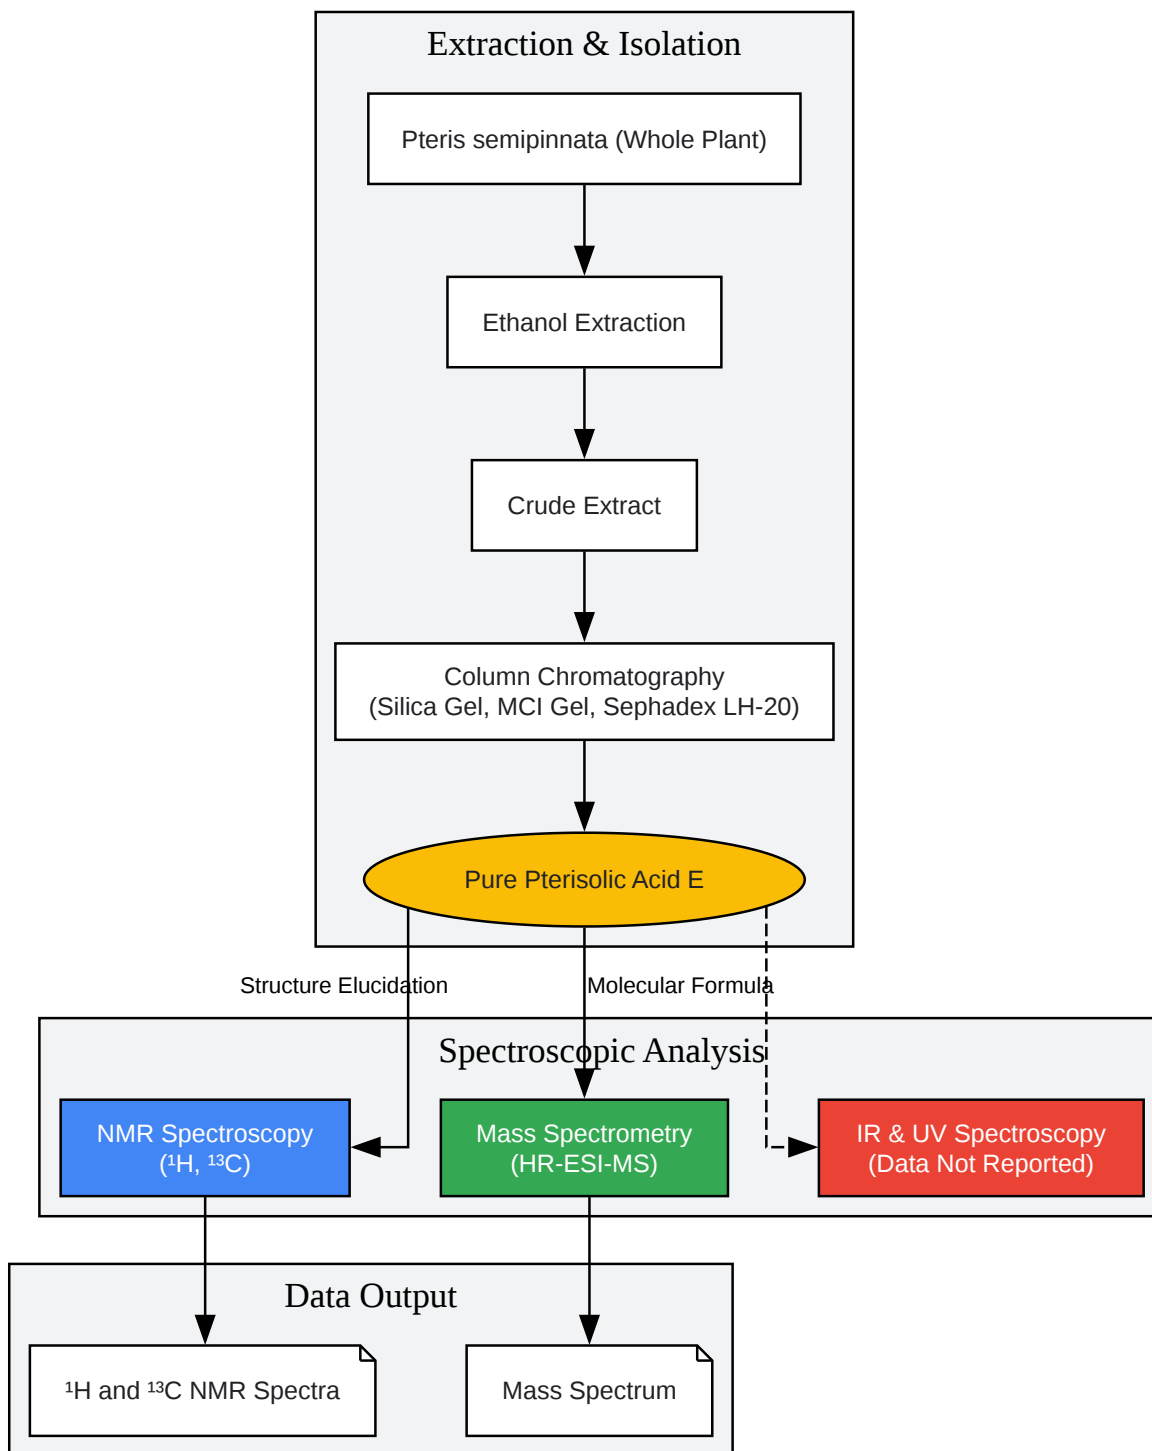 Extraction & Isolation
Pteris semipinnata (Whole Plant)
Ethanol Extraction
Crude Extract
Column Chromatography
(Silica Gel, MCI Gel, Sephadex LH-20)
Pure Pterisolic Acid E
Structure Elucidation
Molecular Formula
Spectroscopic Analysis
NMR Spectroscopy
(¹H, ¹³C)
Mass Spectrometry
(HR-ESI-MS)
IR & UV Spectroscopy
(Data Not Reported)
Data Output
¹H and ¹³C NMR Spectra
Mass Spectrum